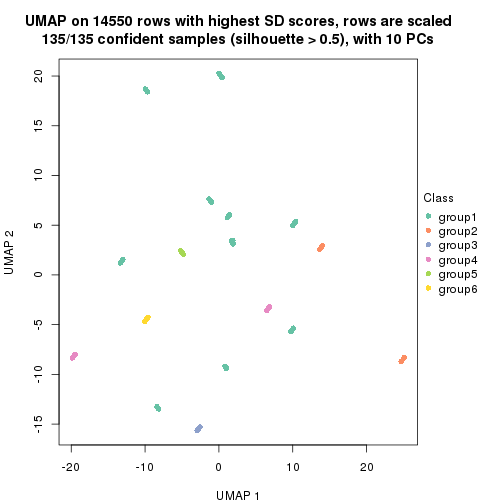 UMAP on 14550 rows with highest SD scores, rows are scaled
135/135 confident samples (silhouette > 0.5), with 10 PCs
20
15
10
5
0
-5
-10
-15
UMAP 2
-20
-10
0
10
20
UMAP 1
Class
group1
group2
group3
group4
group5
group6